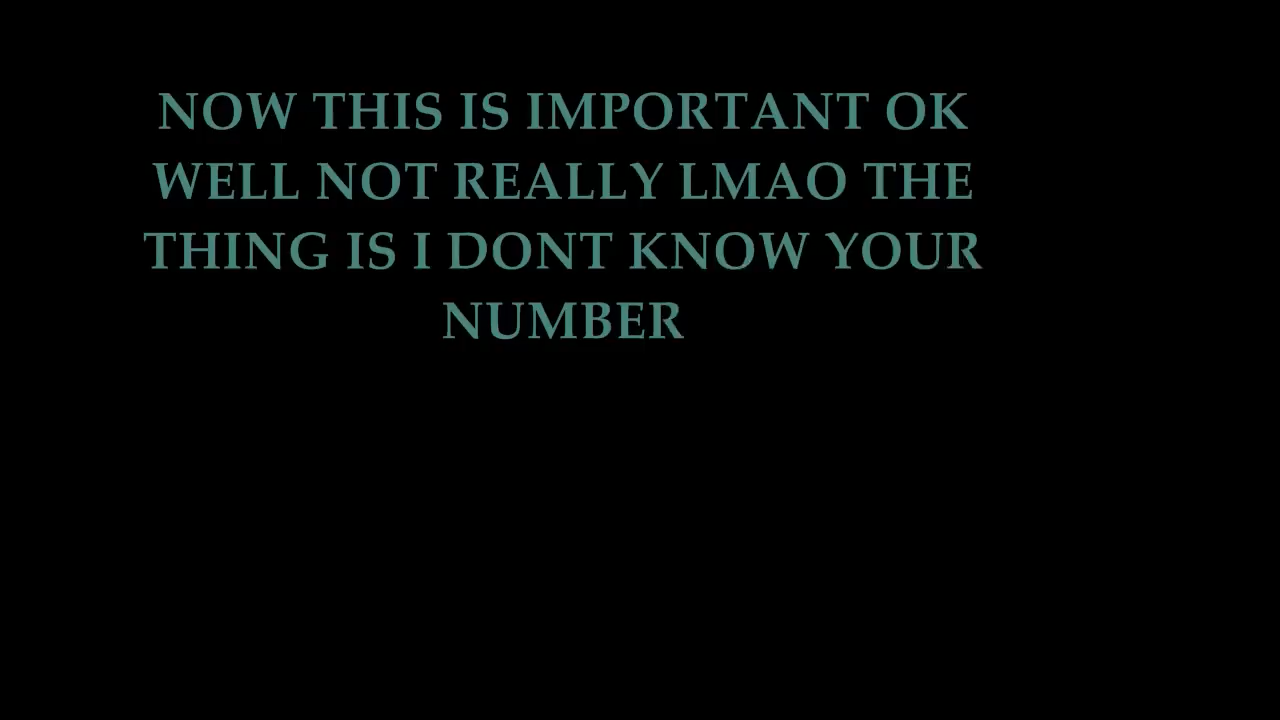 NOW THIS IS IMPORTANT OK
WELL NOT REALLY LMAO THE
THING IS I DONT KNOW YOUR
NUMBER